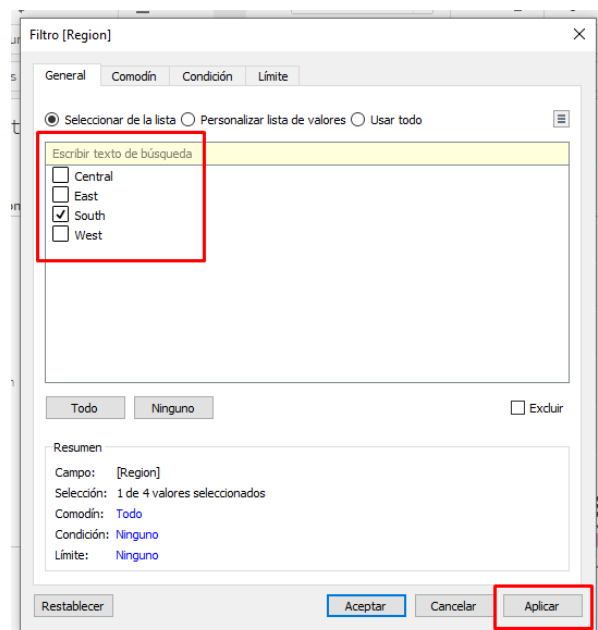 Filtro [Region]
General Comodín Condición Límite
Seleccionar de la lista Personalizar lista de valores Usar todo
Escribir texto de búsqueda
Central
East
South
West
Todo Ninguno Excluir
Resumen
Campo: [Region]
Selección: 1 de 4 valores seleccionados
Comodín: Todo
Condición: Ninguno
Límite: Ninguno
Restablecer Aceptar Cancelar Aplicar